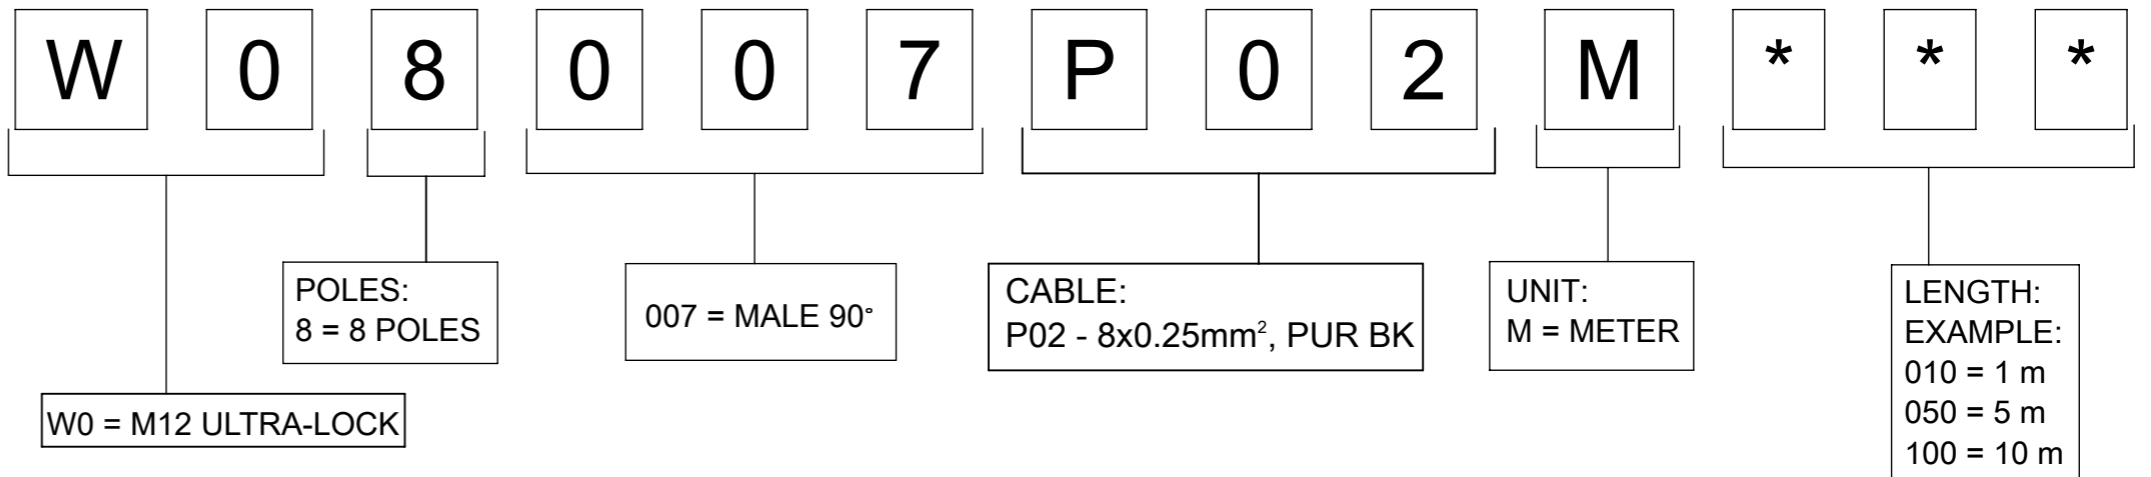 W 0 8 0 0 7 P 0 2 M * * *
POLES:
8 = 8 POLES
007 = MALE 90°
CABLE:
P02 - 8x0.25mm², PUR BK
UNIT:
M = METER
LENGTH:
EXAMPLE:
010 = 1 m
050 = 5 m
100 = 10 m
W0 = M12 ULTRA-LOCK